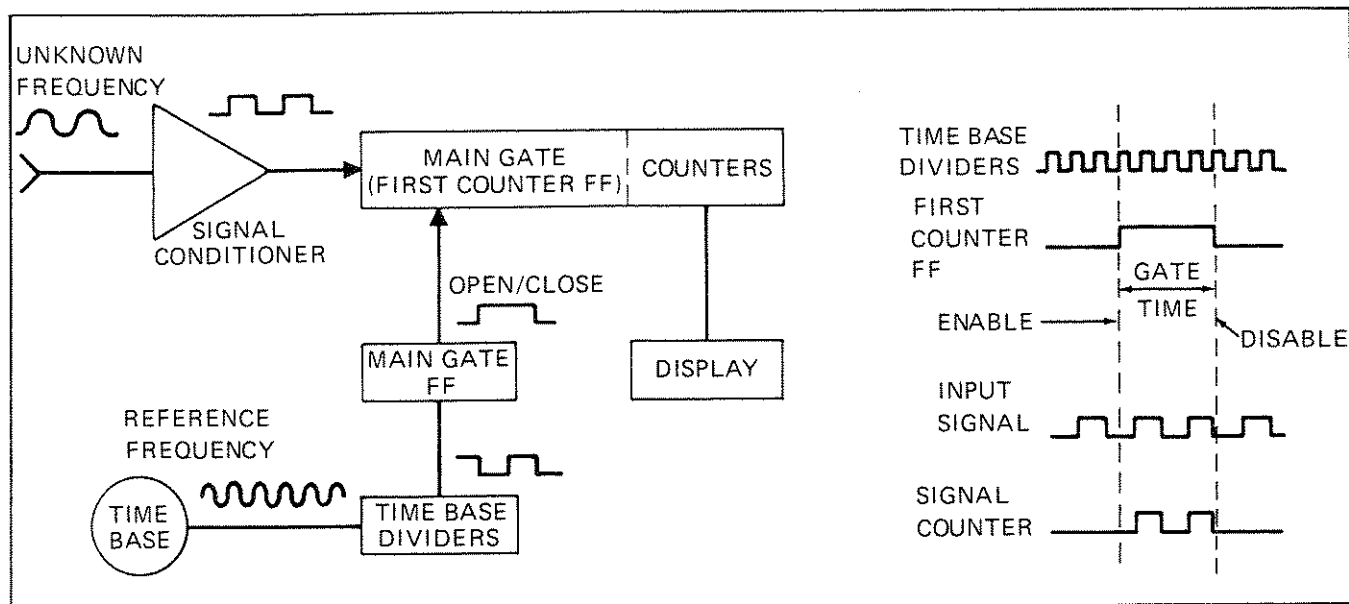 UNKNOWN
FREQUENCY
SIGNAL
CONDITIONER
MAIN GATE
(FIRST COUNTER FF)
COUNTERS
OPEN/CLOSE
MAIN GATE
FF
DISPLAY
REFERENCE
FREQUENCY
TIME
BASE
TIME BASE
DIVIDERS
TIME BASE
DIVIDERS
FIRST
COUNTER
FF
GATE
TIME
ENABLE
DISABLE
INPUT
SIGNAL
SIGNAL
COUNTER